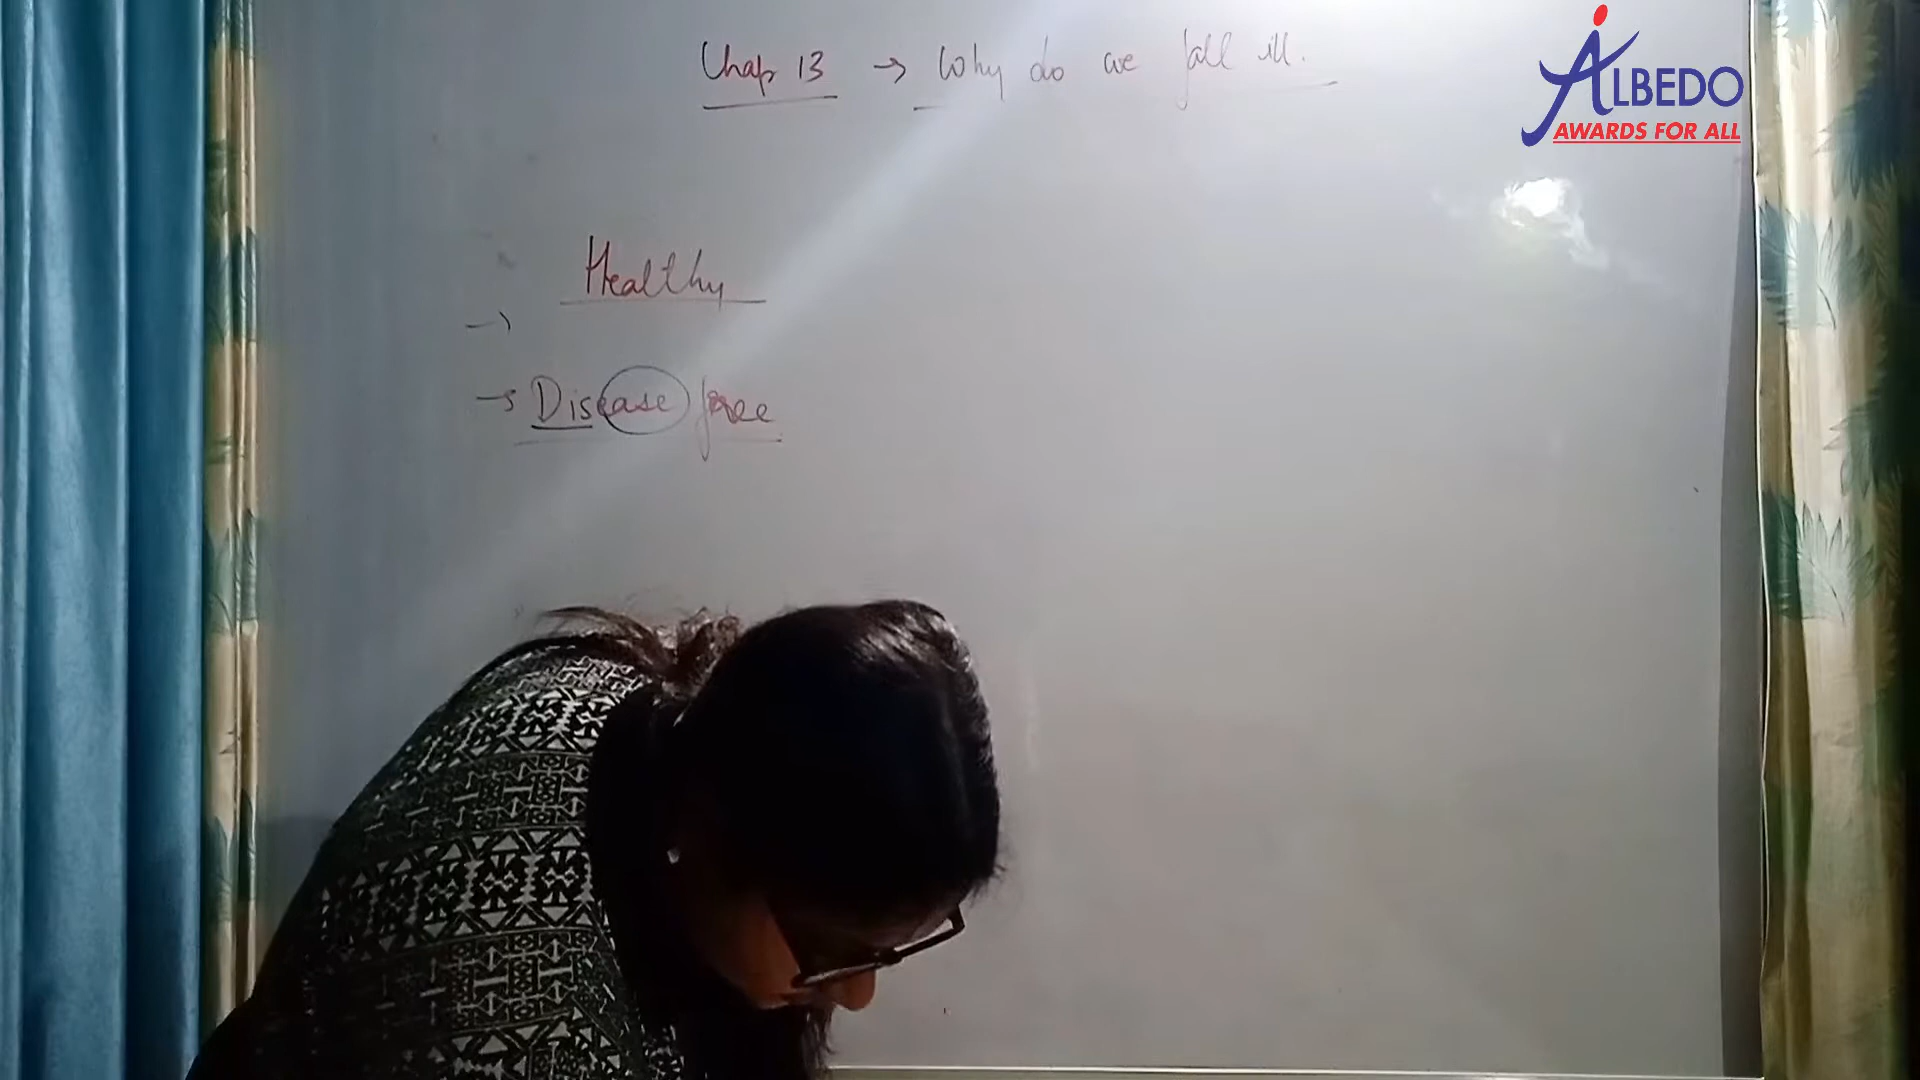 Chap 13 → Why do we fall ill.
ALBEDO
AWARDS FOR ALL
Healthy
→
→ Disease free